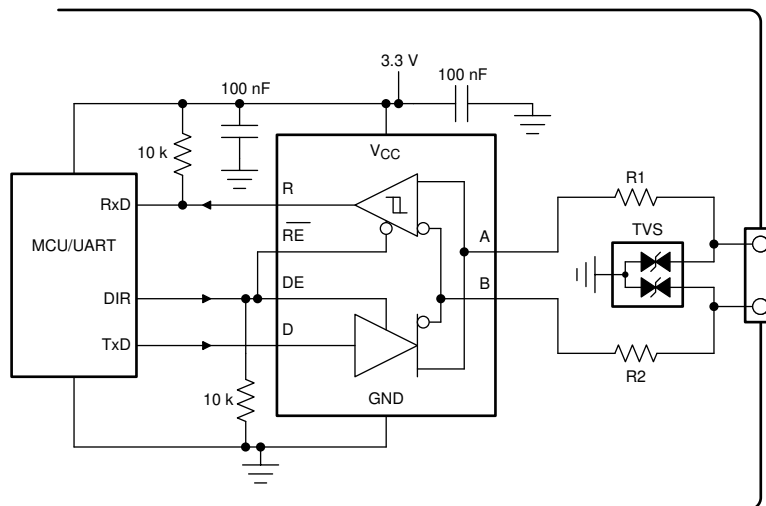 3.3 V
100 nF
100 nF
10 k
VCC
R
RxD
RE
A
MCU/UART
R1
TVS
DIR
DE
B
TxD
D
10 k
GND
R2